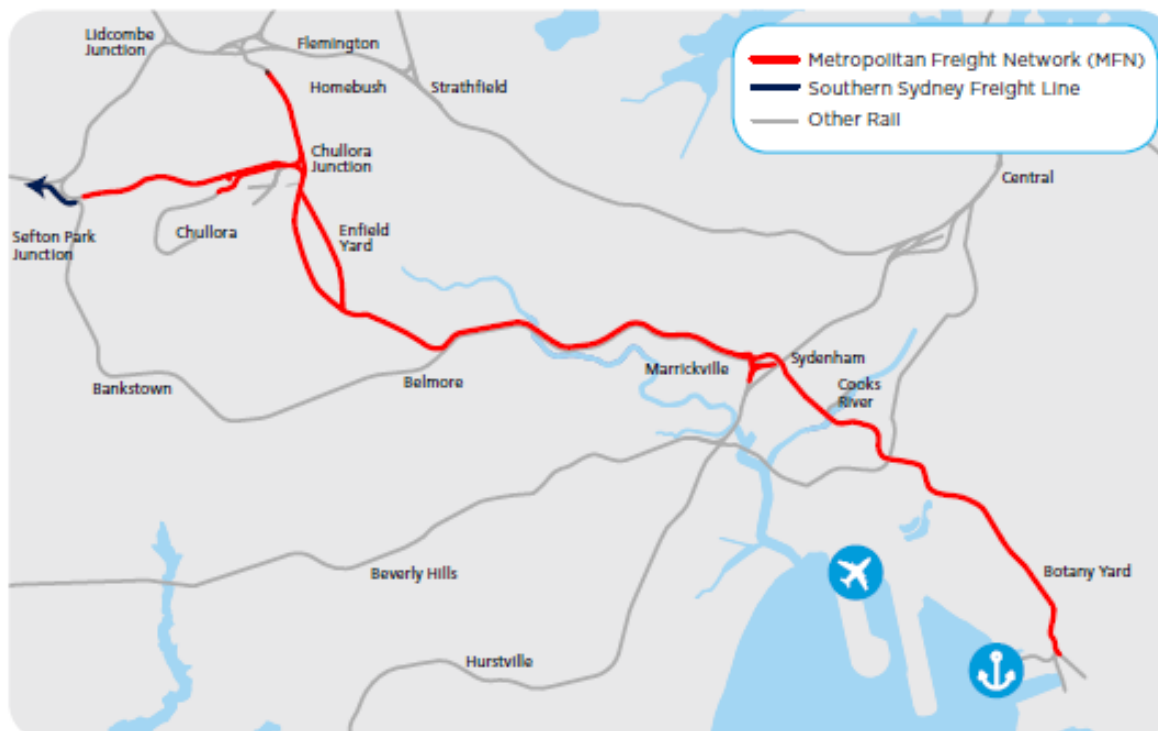 Lidcombe
Junction
Flemington
Homebush
Strathfield
Metropolitan Freight Network (MFN)
Southern Sydney Freight Line
Other Rail
Chullora
Junction
Central
Sefton Park
Junction
Chullora
Enfield
Yard
Bankstown
Belmore
Marrickville
Sydenham
Cooks
River
Beverly Hills
Botany Yard
Hurstville